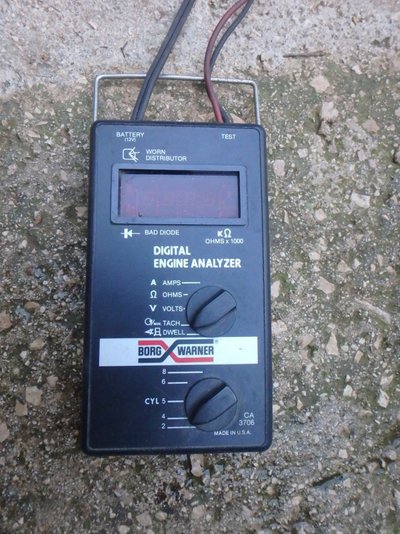 BATTERY
(12V)
TEST
WORN
DISTRIBUTOR
BAD DIODE
KΩ
OHMS x 1000
DIGITAL
ENGINE ANALYZER
A AMPS
Ω OHMS
V VOLTS
TACH
DWELL
BORG WARNER
8
6
CYL 5
4
2
CA
3706
MADE IN U.S.A.